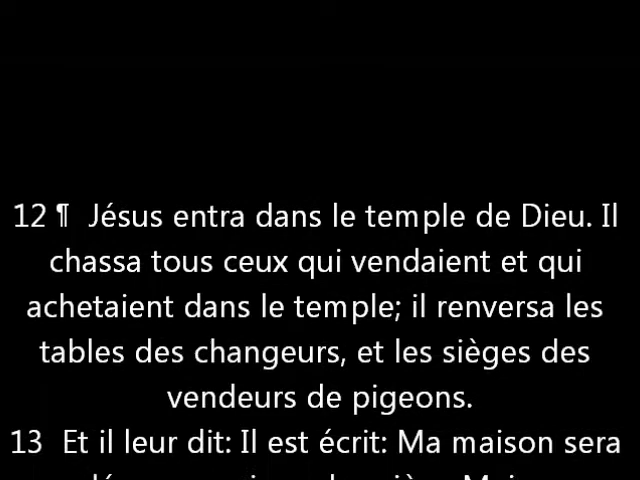 12 ¶ Jésus entra dans le temple de Dieu. Il
chassa tous ceux qui vendaient et qui
achetaient dans le temple; il renversa les
tables des changeurs, et les sièges des
vendeurs de pigeons.
13 Et il leur dit: Il est écrit: Ma maison sera